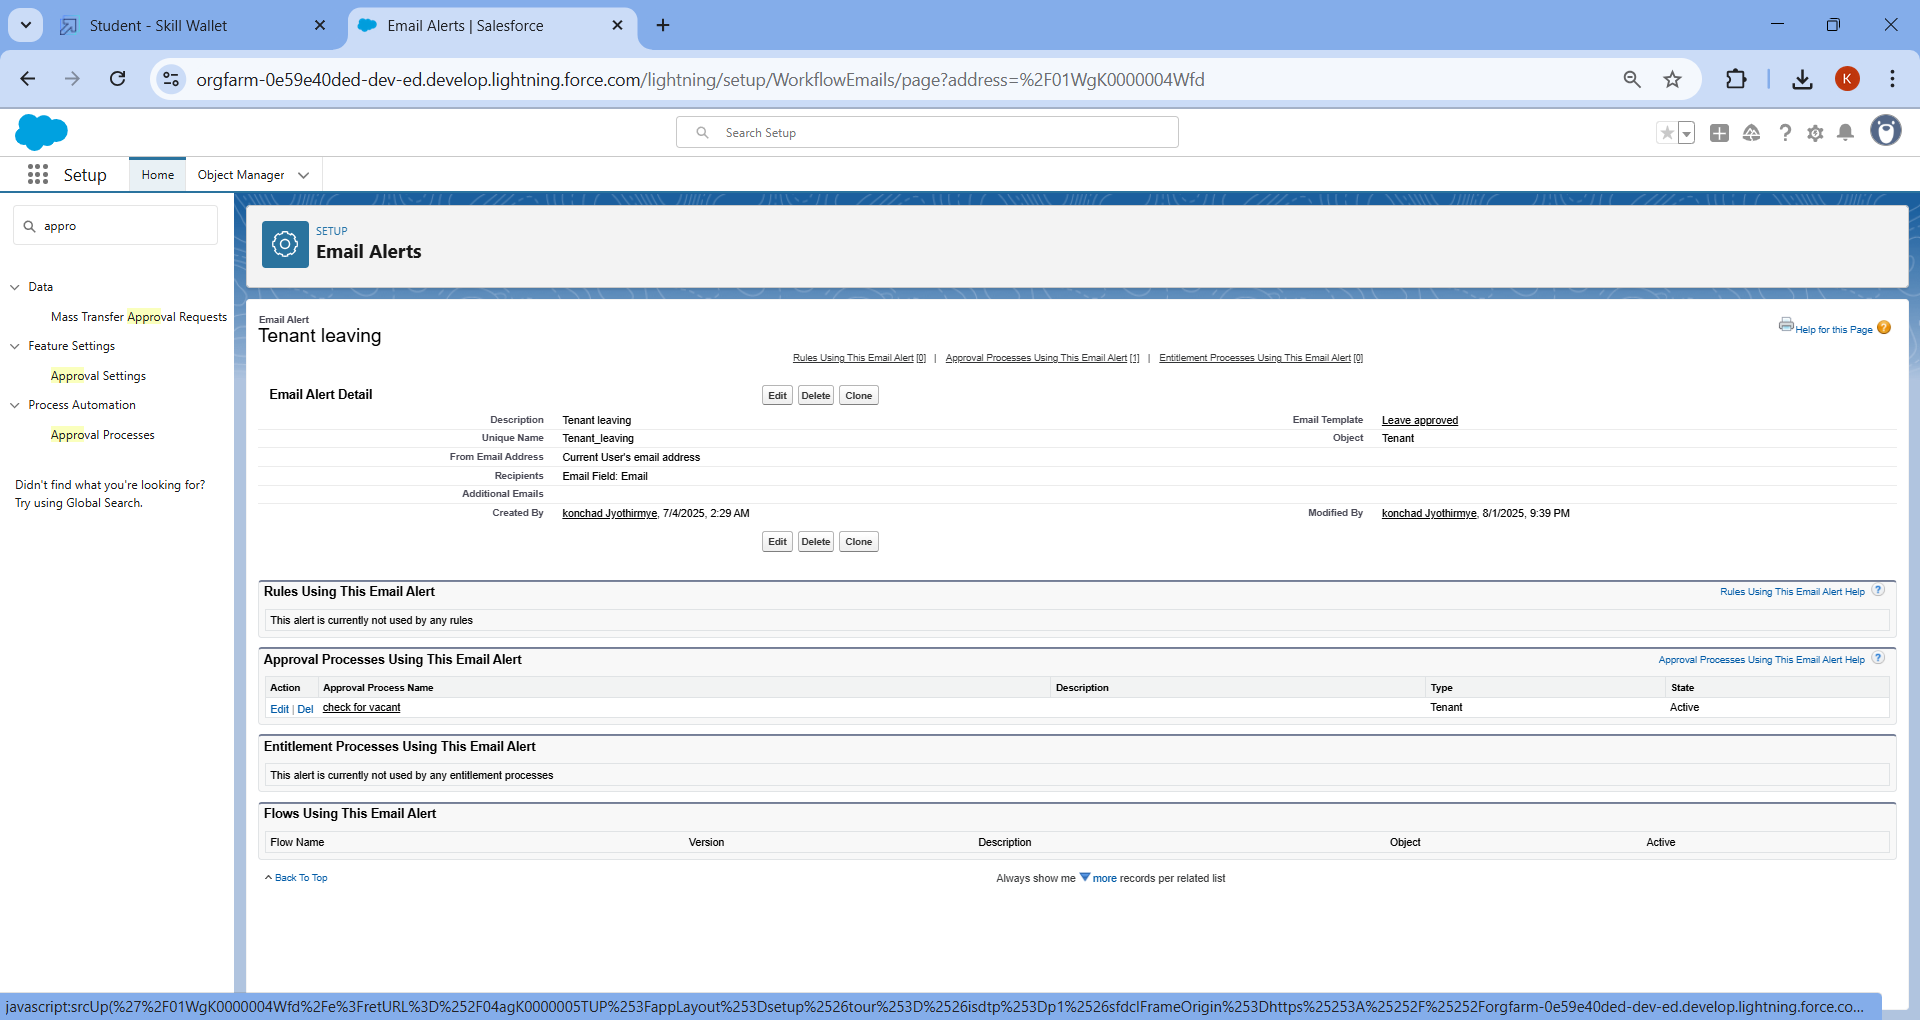 Student - Skill Wallet
Email Alerts | Salesforce
orgfarm-0e59e40ded-dev-ed.develop.lightning.force.com/lightning/setup/WorkflowEmails/page?address=%2F01WgK0000004Wfd
K
Search Setup
Setup
Home
Object Manager
appro
Data
Mass Transfer Approval Requests
Feature Settings
Approval Settings
Process Automation
Approval Processes
Didn't find what you're looking for?
Try using Global Search.
SETUP
Email Alerts
Email Alert
Tenant leaving
Help for this Page
Rules Using This Email Alert [0] | Approval Processes Using This Email Alert [1] | Entitlement Processes Using This Email Alert [0]
Email Alert Detail
Edit Delete Clone
Description Tenant leaving Email Template Leave approved
Unique Name Tenant_leaving Object Tenant
From Email Address Current User's email address
Recipients Email Field: Email
Additional Emails
Created By konchad Jyothirmye, 7/4/2025, 2:29 AM Modified By konchad Jyothirmye, 8/1/2025, 9:39 PM
Edit Delete Clone
Rules Using This Email Alert Rules Using This Email Alert Help ?
This alert is currently not used by any rules
Approval Processes Using This Email Alert Approval Processes Using This Email Alert Help ?
Action Approval Process Name Description Type State
Edit | Del check for vacant Tenant Active
Entitlement Processes Using This Email Alert
This alert is currently not used by any entitlement processes
Flows Using This Email Alert
Flow Name Version Description Object Active
^ Back To Top Always show me more records per related list
javascript:srcUp(%27%2F01WgK0000004Wfd%2Fe%3FretURL%3D%252F04agK0000005TUP%253FappLayout%253Dsetup%2526tour%253D%2526isdtp%253Dp1%2526sfdcIFrameOrigin%253Dhttps%25253A%25252F%25252Forgfarm-0e59e40ded-dev-ed.develop.lightning.force.co...